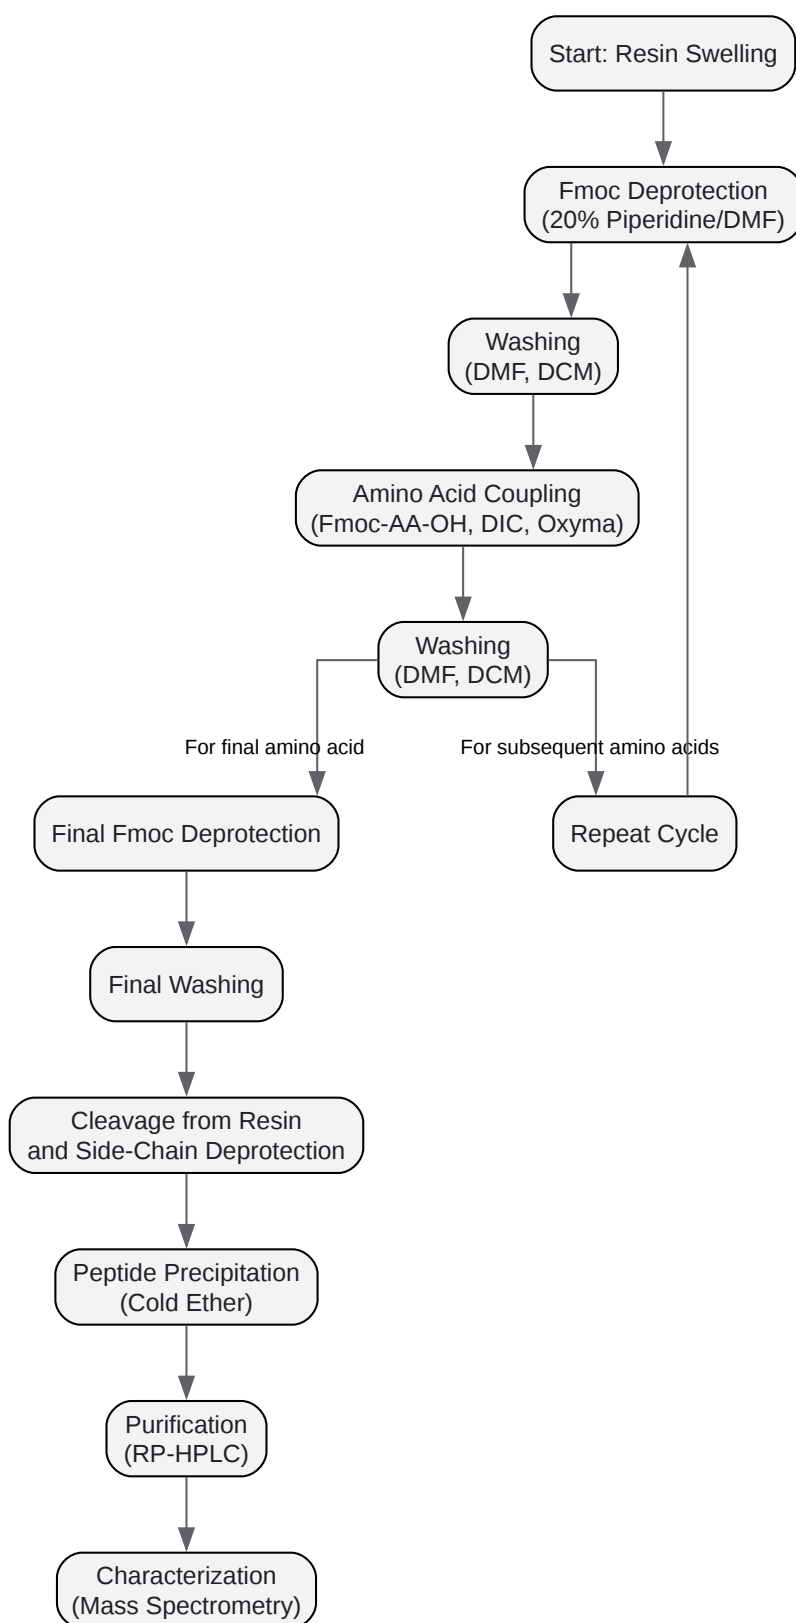 Start: Resin Swelling
Fmoc Deprotection
(20% Piperidine/DMF)
Washing
(DMF, DCM)
Amino Acid Coupling
(Fmoc-AA-OH, DIC, Oxyma)
Washing
(DMF, DCM)
For final amino acid
For subsequent amino acids
Final Fmoc Deprotection
Repeat Cycle
Final Washing
Cleavage from Resin
and Side-Chain Deprotection
Peptide Precipitation
(Cold Ether)
Purification
(RP-HPLC)
Characterization
(Mass Spectrometry)